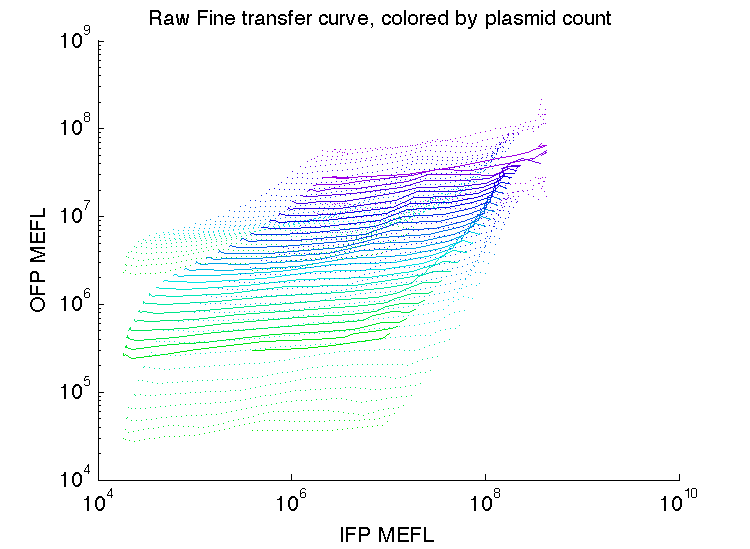 Raw Fine transfer curve, colored by plasmid count
10^9
10^8
10^7
10^6
10^5
10^4
OFP MEFL
10^4 10^6 10^8 10^10
IFP MEFL